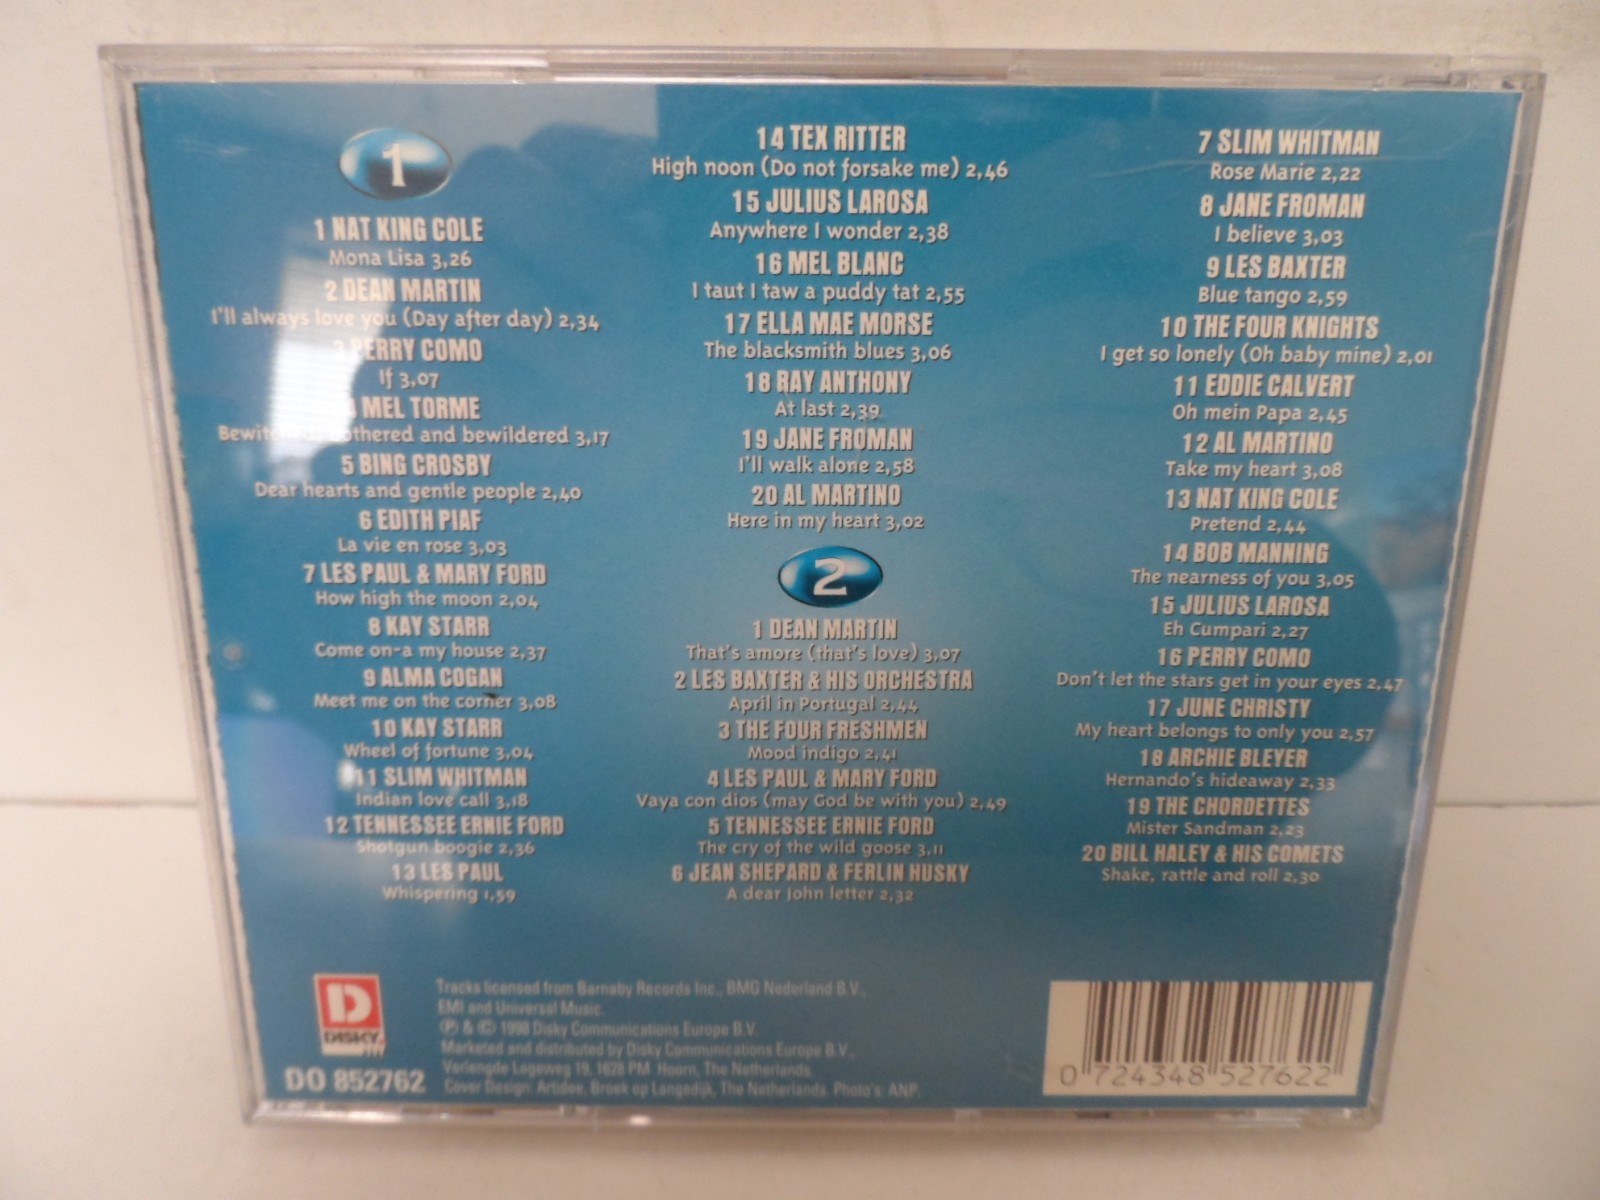 1
1 NAT KING COLE
Mona Lisa 3,26
2 DEAN MARTIN
I'll always love you (Day after day) 2,34
3 PERRY COMO
If 3,07
MEL TORME
othered and bewildered 3,17
5 BING CROSBY
Dear hearts and gentle people 2,40
6 EDITH PIAF
La vie en rose 3,03
7 LES PAUL & MARY FORD
How high the moon 2,04
8 KAY STARR
Come on-a my house 2,37
9 ALMA COGAN
Meet me on the corner 3,08
10 KAY STARR
Wheel of fortune 3,04
11 SLIM WHITMAN
Indian love call 3,18
12 TENNESSEE ERNIE FORD
Shotgun boogie 2,36
13 LES PAUL
Whispering 1,59
14 TEX RITTER
High noon (Do not forsake me) 2,46
15 JULIUS LAROSA
Anywhere I wonder 2,38
16 MEL BLANC
I taut I taw a puddy tat 2,55
17 ELLA MAE MORSE
The blacksmith blues 3,06
18 RAY ANTHONY
At last 2,39
19 JANE FROMAN
I'll walk alone 2,58
20 AL MARTINO
Here in my heart 3,02
2
1 DEAN MARTIN
That's amore (that's love) 3,07
2 LES BAXTER & HIS ORCHESTRA
April in Portugal 2,44
3 THE FOUR FRESHMEN
Mood indigo 2,41
4 LES PAUL & MARY FORD
Vaya con dios (may God be with you) 2,49
5 TENNESSEE ERNIE FORD
The cry of the wild goose 3,11
6 JEAN SHEPARD & FERLIN HUSKY
A dear John letter 2,32
7 SLIM WHITMAN
Rose Marie 2,22
8 JANE FROMAN
I believe 3,03
9 LES BAXTER
Blue tango 2,59
10 THE FOUR KNIGHTS
I get so lonely (Oh baby mine) 2,01
11 EDDIE CALVERT
Oh mein Papa 2,45
12 AL MARTINO
Take my heart 3,08
13 NAT KING COLE
Pretend 2,44
14 BOB MANNING
The nearness of you 3,05
15 JULIUS LAROSA
Eh Cumpari 2,27
16 PERRY COMO
Don't let the stars get in your eyes 2,47
17 JUNE CHRISTY
My heart belongs to only you 2,57
18 ARCHIE BLEYER
Hernando's hideaway 2,33
19 THE CHORDETTES
Mister Sandman 2,23
20 BILL HALEY & HIS COMETS
Shake, rattle and roll 2,30
D
DISKY
DO 852762
Tracks licensed from Barnaby Records Inc., BMG Nederland B.V.,
EMI and Universal Music.
℗ & © 1998 Disky Communications Europe B.V.
Marketed and distributed by Disky Communications Europe B.V.,
Verlengde Lageweg 19, 1628 PM Hoorn, The Netherlands.
Cover Design: Artidee, Broek op Langedijk, The Netherlands. Photo's: ANP.
0 724348 527622